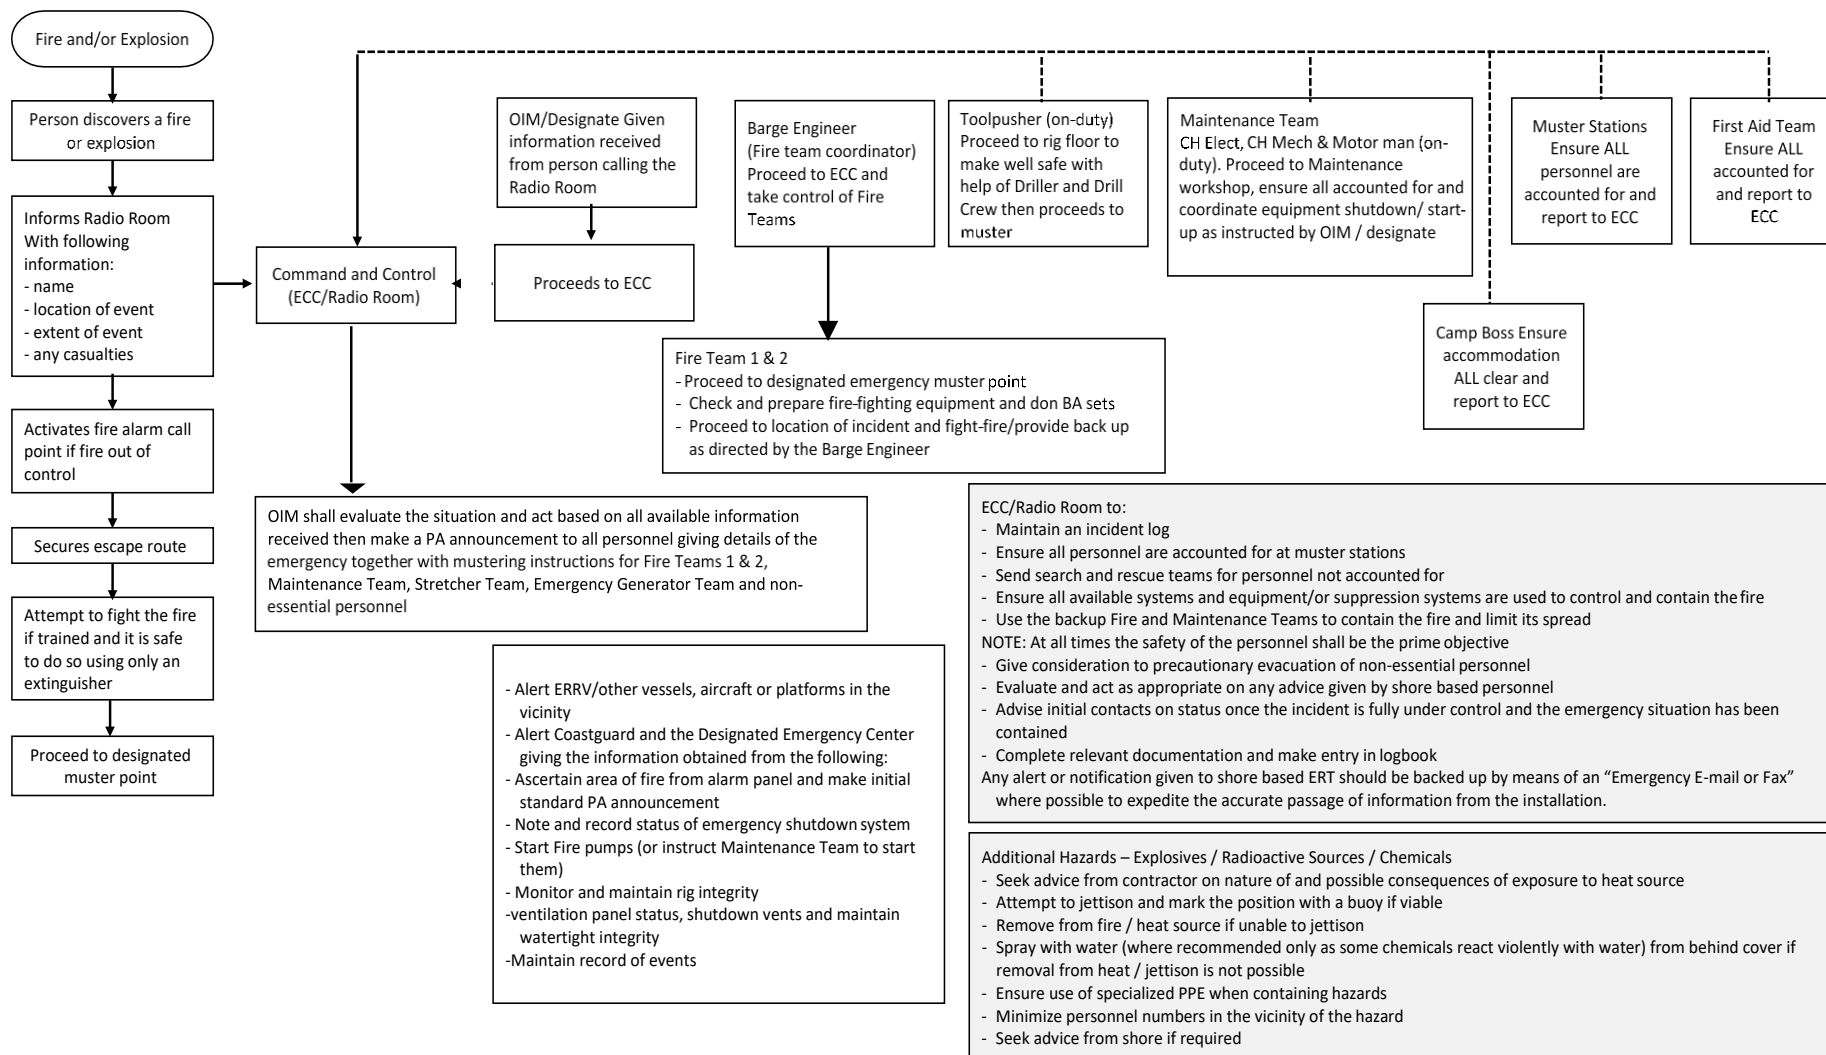 Fire and/or Explosion
Person discovers a fire
or explosion
Informs Radio Room
With following
information:
- name
- location of event
- extent of event
- any casualties
Activates fire alarm call
point if fire out of
control
Secures escape route
Attempt to fight the fire
if trained and it is safe
to do so using only an
extinguisher
Proceed to designated
muster point
Command and Control
(ECC/Radio Room)
OIM/Designate Given
information received
from person calling the
Radio Room
Proceeds to ECC
Barge Engineer
(Fire team coordinator)
Proceed to ECC and
take control of Fire
Teams
Toolpusher (on-duty)
Proceed to rig floor to
make well safe with
help of Driller and Drill
Crew then proceeds to
muster
Maintenance Team
CH Elect, CH Mech & Motor man (on-
duty). Proceed to Maintenance
workshop, ensure all accounted for and
coordinate equipment shutdown/ start-
up as instructed by OIM / designate
Muster Stations
Ensure ALL
personnel are
accounted for and
report to ECC
First Aid Team
Ensure ALL
accounted for
and report to
ECC
Camp Boss Ensure
accommodation
ALL clear and
report to ECC
Fire Team 1 & 2
- Proceed to designated emergency muster point
- Check and prepare fire-fighting equipment and don BA sets
- Proceed to location of incident and fight-fire/provide back up
as directed by the Barge Engineer
OIM shall evaluate the situation and act based on all available information
received then make a PA announcement to all personnel giving details of the
emergency together with mustering instructions for Fire Teams 1 & 2,
Maintenance Team, Stretcher Team, Emergency Generator Team and non-
essential personnel
- Alert ERRV/other vessels, aircraft or platforms in the
vicinity
- Alert Coastguard and the Designated Emergency Center
giving the information obtained from the following:
- Ascertain area of fire from alarm panel and make initial
standard PA announcement
- Note and record status of emergency shutdown system
- Start Fire pumps (or instruct Maintenance Team to start
them)
- Monitor and maintain rig integrity
-ventilation panel status, shutdown vents and maintain
watertight integrity
-Maintain record of events
ECC/Radio Room to:
- Maintain an incident log
- Ensure all personnel are accounted for at muster stations
- Send search and rescue teams for personnel not accounted for
- Ensure all available systems and equipment/or suppression systems are used to control and contain the fire
- Use the backup Fire and Maintenance Teams to contain the fire and limit its spread
NOTE: At all times the safety of the personnel shall be the prime objective
- Give consideration to precautionary evacuation of non-essential personnel
- Evaluate and act as appropriate on any advice given by shore based personnel
- Advise initial contacts on status once the incident is fully under control and the emergency situation has been
contained
- Complete relevant documentation and make entry in logbook
Any alert or notification given to shore based ERT should be backed up by means of an “Emergency E-mail or Fax”
where possible to expedite the accurate passage of information from the installation.
Additional Hazards – Explosives / Radioactive Sources / Chemicals
- Seek advice from contractor on nature of and possible consequences of exposure to heat source
- Attempt to jettison and mark the position with a buoy if viable
- Remove from fire / heat source if unable to jettison
- Spray with water (where recommended only as some chemicals react violently with water) from behind cover if
removal from heat / jettison is not possible
- Ensure use of specialized PPE when containing hazards
- Minimize personnel numbers in the vicinity of the hazard
- Seek advice from shore if required